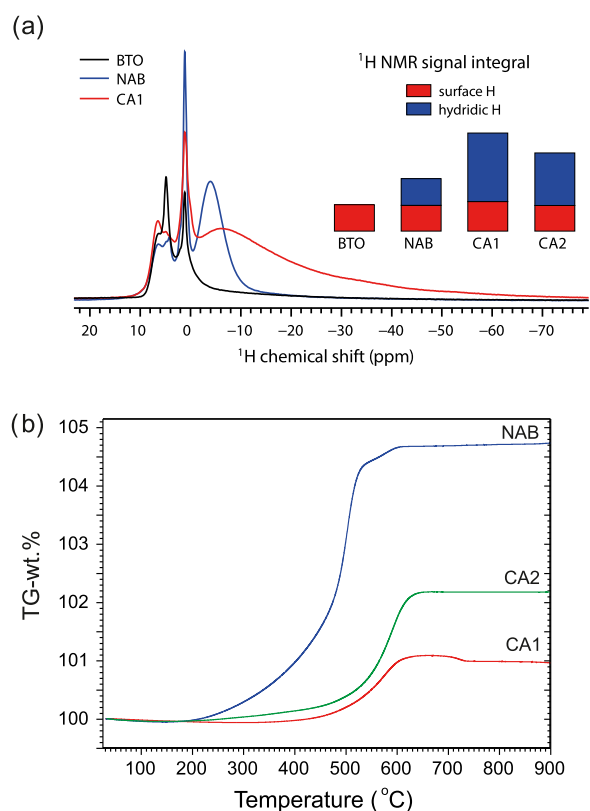 (a)
BTO
NAB
CA1
¹H NMR signal integral
surface H
hydridic H
BTO NAB CA1 CA2
20 10 0 −10 −20 −30 −40 −50 −60 −70
¹H chemical shift (ppm)
(b)
105
104
103
102
101
100
TG-wt.%
NAB
CA2
CA1
100 200 300 400 500 600 700 800 900
Temperature (°C)